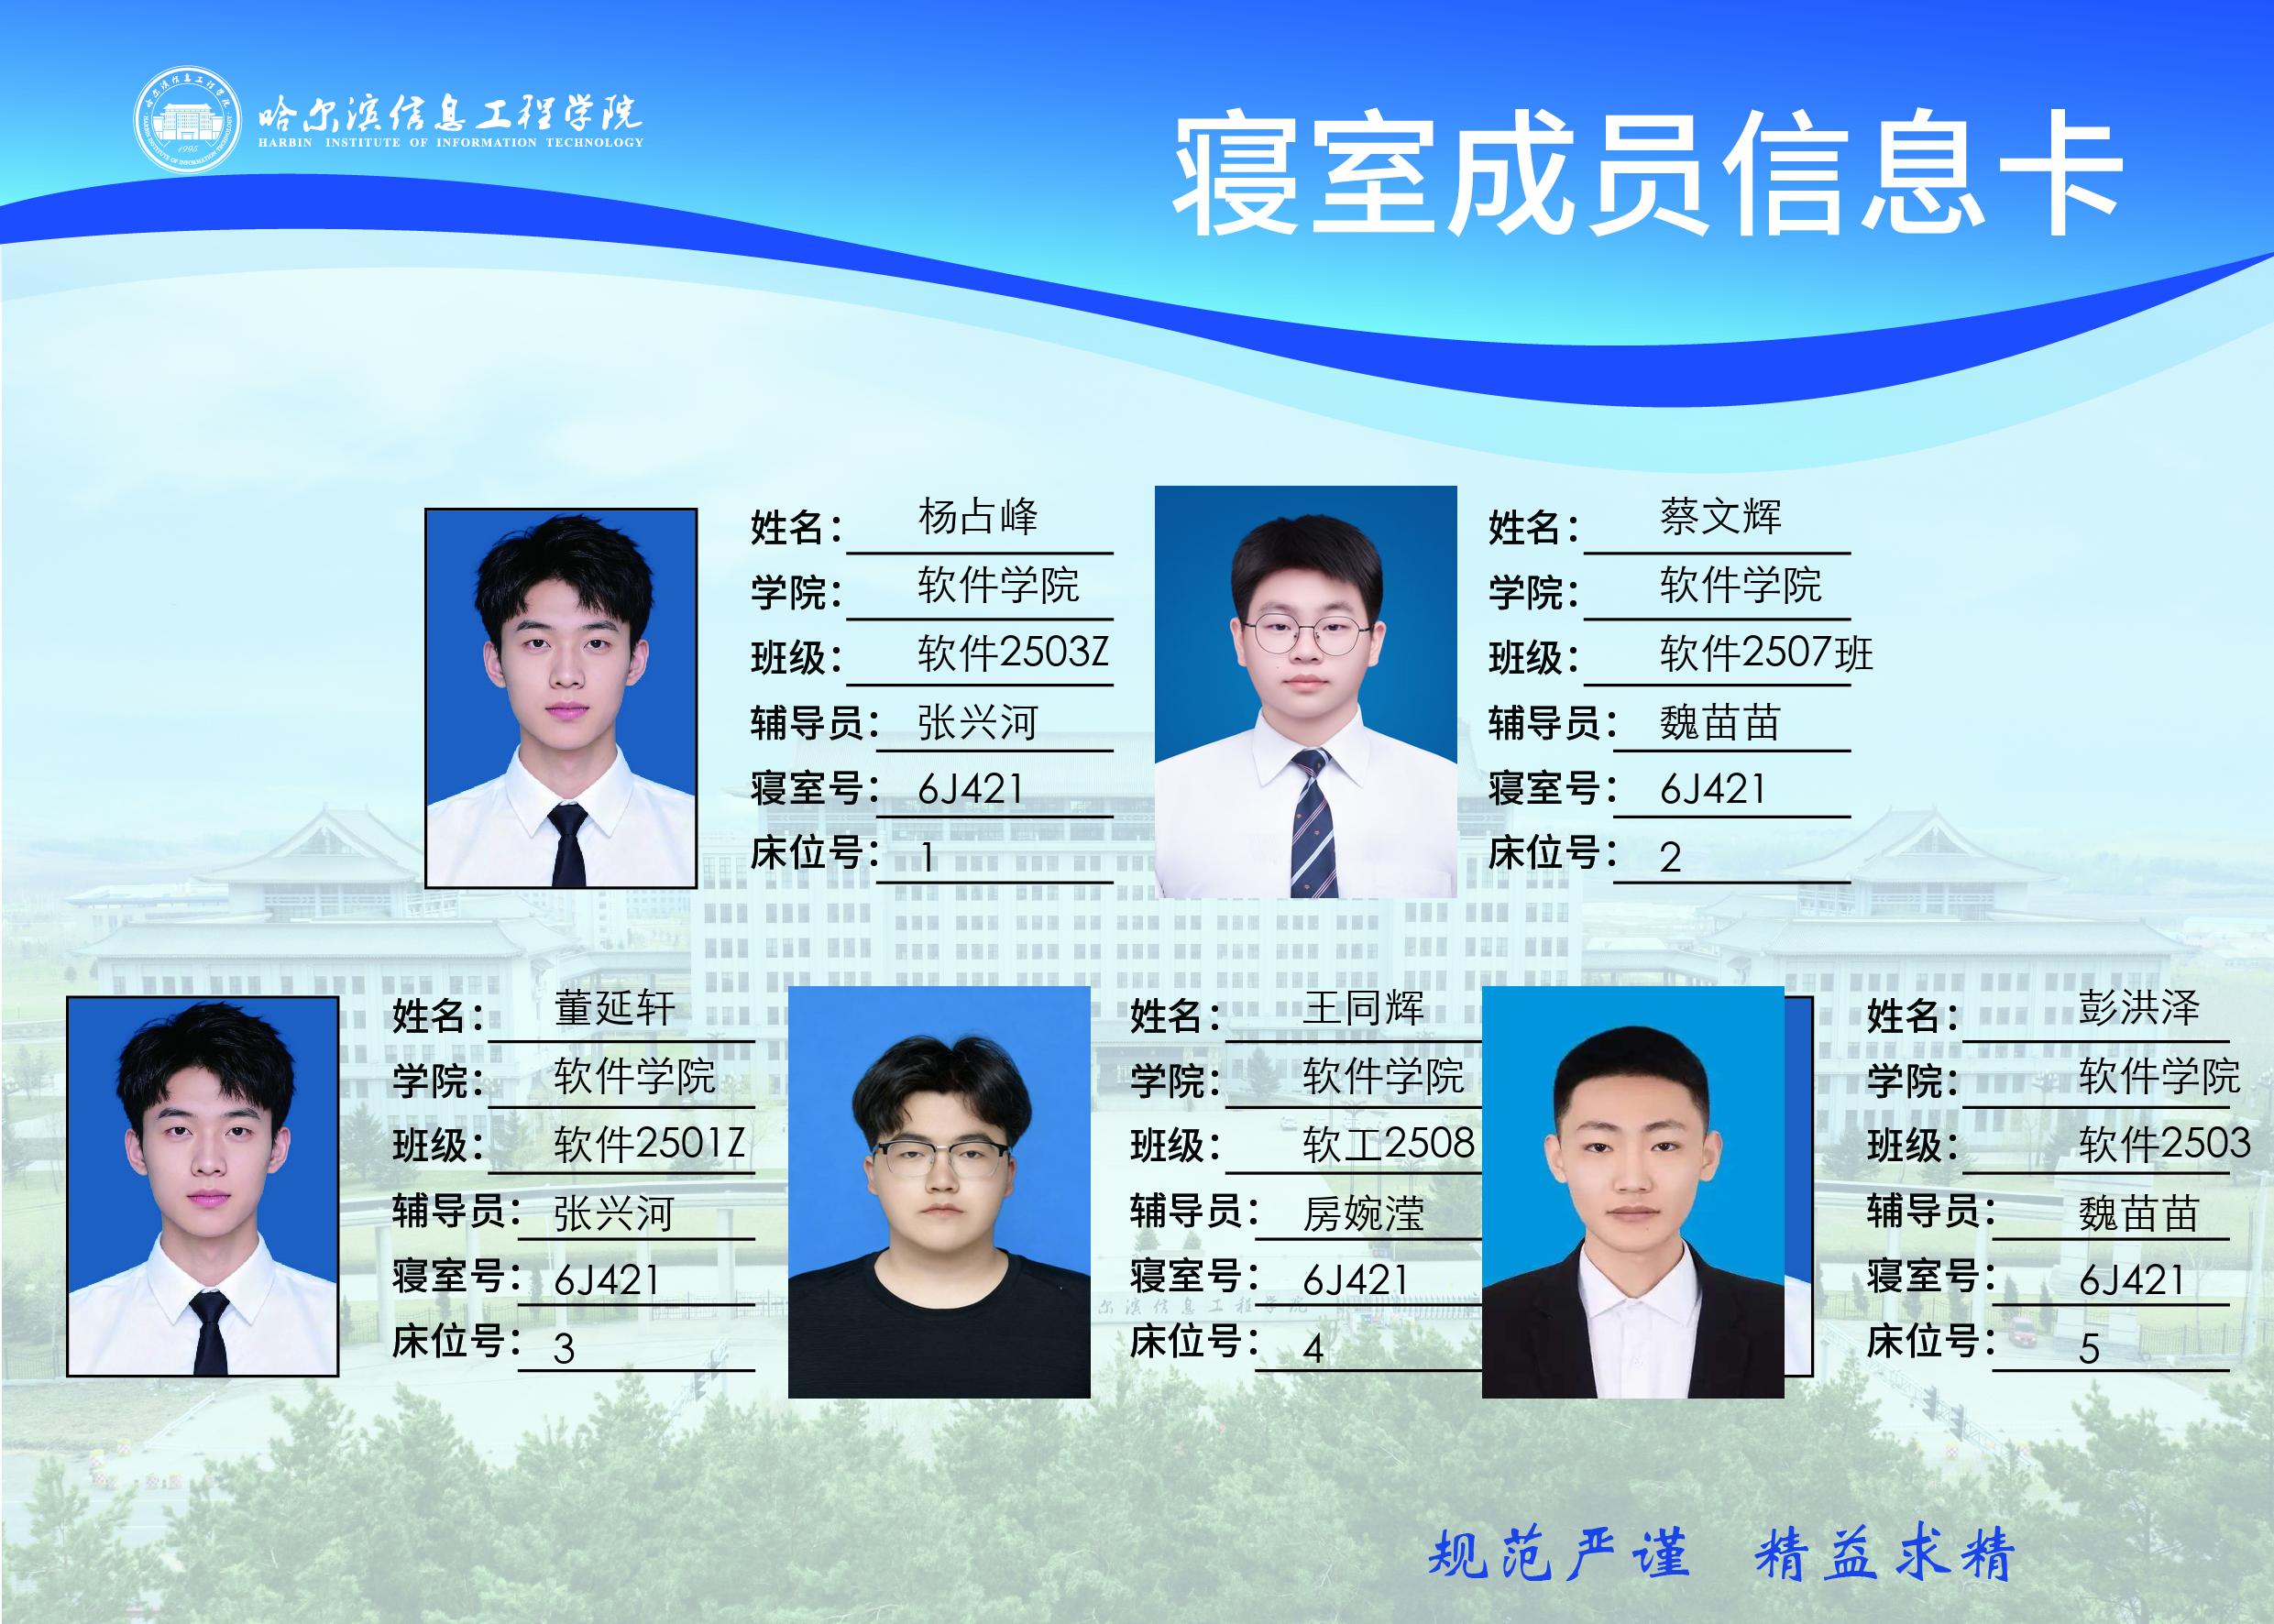 哈尔滨信息工程学院
HARBIN INSTITUTE OF INFORMATION TECHNOLOGY
1995
寝室成员信息卡
姓名：杨占峰
学院：软件学院
班级：软件2503Z
辅导员：张兴河
寝室号：6J421
床位号：1
姓名：蔡文辉
学院：软件学院
班级：软件2507班
辅导员：魏苗苗
寝室号：6J421
床位号：2
姓名：董延轩
学院：软件学院
班级：软件2501Z
辅导员：张兴河
寝室号：6J421
床位号：3
姓名：王同辉
学院：软件学院
班级：软工2508
辅导员：房婉滢
寝室号：6J421
床位号：4
姓名：彭洪泽
学院：软件学院
班级：软件2503
辅导员：魏苗苗
寝室号：6J421
床位号：5
尔滨信息工程学院
规范严谨 精益求精